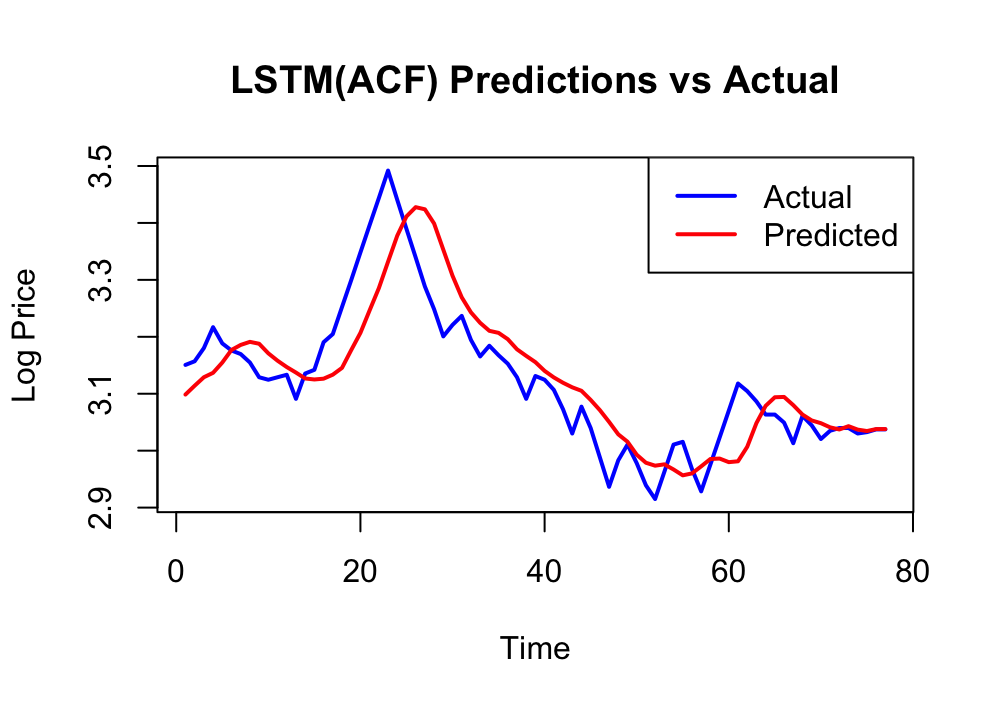 LSTM(ACF) Predictions vs Actual
Log Price
3.5
3.3
3.1
2.9
Actual
Predicted
0 20 40 60 80
Time